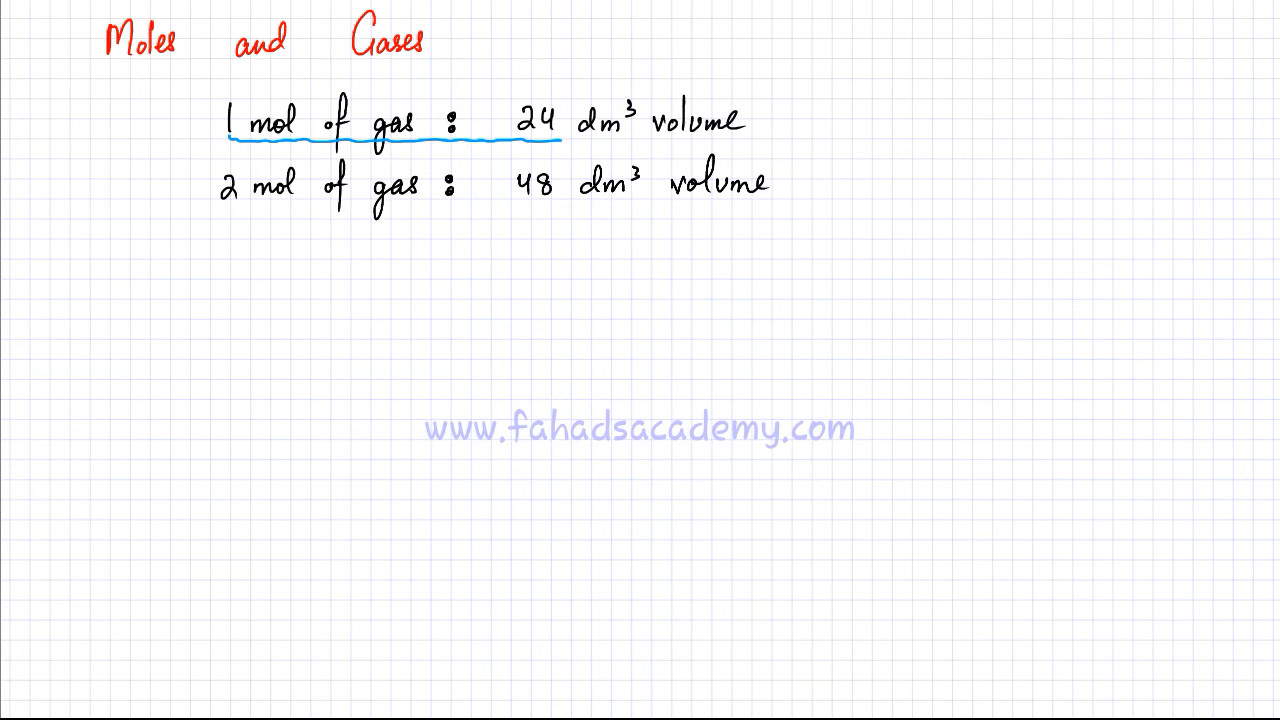 Moles and Gases
1 mol of gas : 24 dm³ volume
2 mol of gas : 48 dm³ volume
www.fahadsacademy.com